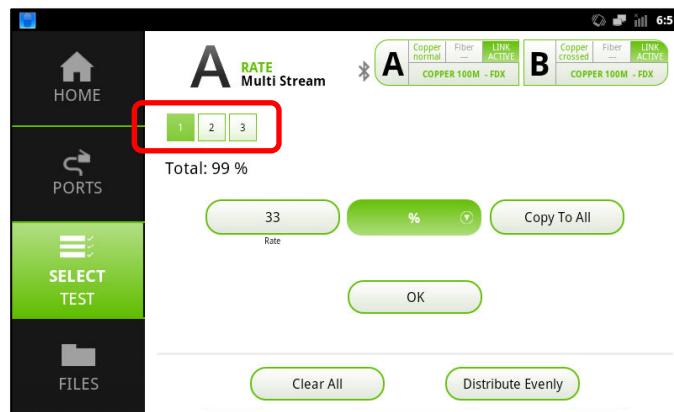 6:5
HOME
PORTS
SELECT
TEST
FILES
A RATE
Multi Stream
A Copper normal Fiber --- LINK ACTIVE
COPPER 100M - FDX
B Copper crossed Fiber --- LINK ACTIVE
COPPER 100M - FDX
1 2 3
Total: 99 %
33 % Copy To All
Rate
OK
Clear All Distribute Evenly